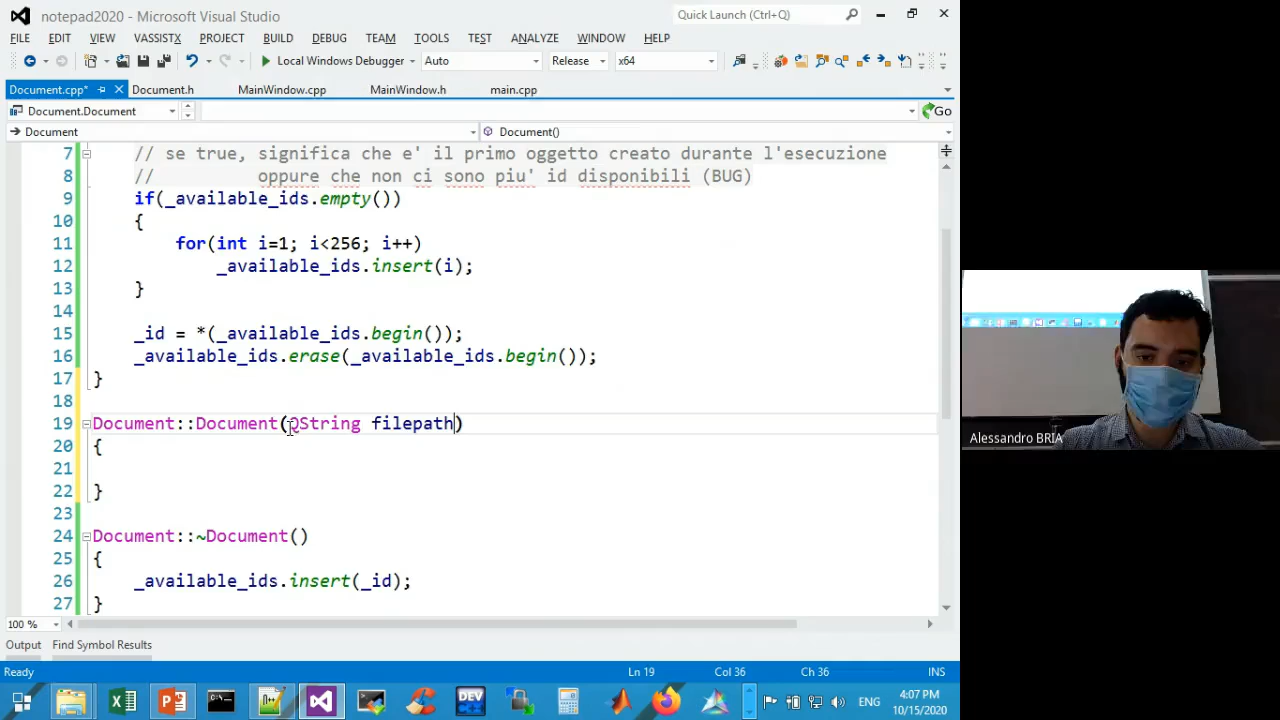 notepad2020 - Microsoft Visual Studio
Quick Launch (Ctrl+Q)
FILE EDIT VIEW VASSISTX PROJECT BUILD DEBUG TEAM TOOLS TEST ANALYZE WINDOW HELP
Local Windows Debugger Auto Release x64
Document.cpp* Document.h MainWindow.cpp MainWindow.h main.cpp
Document.Document Go
Document Document()
7 // se true, significa che e' il primo oggetto creato durante l'esecuzione
8 // oppure che non ci sono piu' id disponibili (BUG)
9 if(_available_ids.empty())
10 {
11 for(int i=1; i<256; i++)
12 _available_ids.insert(i);
13 }
14
15 _id = *(_available_ids.begin());
16 _available_ids.erase(_available_ids.begin());
17 }
18
19 Document::Document(QString filepath)
20 {
21
22 }
23
24 Document::~Document()
25 {
26 _available_ids.insert(_id);
27 }
100 %
Output Find Symbol Results
Ready Ln 19 Col 36 Ch 36 INS
DEV
ENG
4:07 PM
10/15/2020
Alessandro BRIA